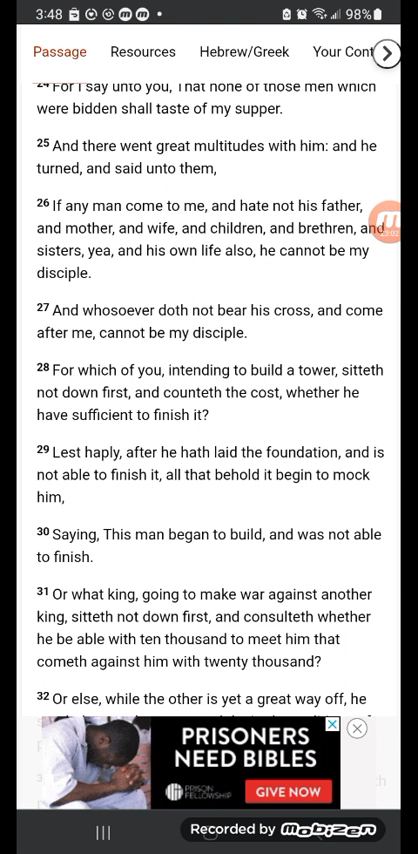 3:48 98%
Passage Resources Hebrew/Greek Your Cont
24 For I say unto you, That none of those men which
were bidden shall taste of my supper.
25 And there went great multitudes with him: and he
turned, and said unto them,
26 If any man come to me, and hate not his father,
and mother, and wife, and children, and brethren, and
sisters, yea, and his own life also, he cannot be my
disciple.
27 And whosoever doth not bear his cross, and come
after me, cannot be my disciple.
28 For which of you, intending to build a tower, sitteth
not down first, and counteth the cost, whether he
have sufficient to finish it?
29 Lest haply, after he hath laid the foundation, and is
not able to finish it, all that behold it begin to mock
him,
30 Saying, This man began to build, and was not able
to finish.
31 Or what king, going to make war against another
king, sitteth not down first, and consulteth whether
he be able with ten thousand to meet him that
cometh against him with twenty thousand?
32 Or else, while the other is yet a great way off, he
PRISONERS
NEED BIBLES
PRISON
FELLOWSHIP
GIVE NOW
Recorded by mobizen